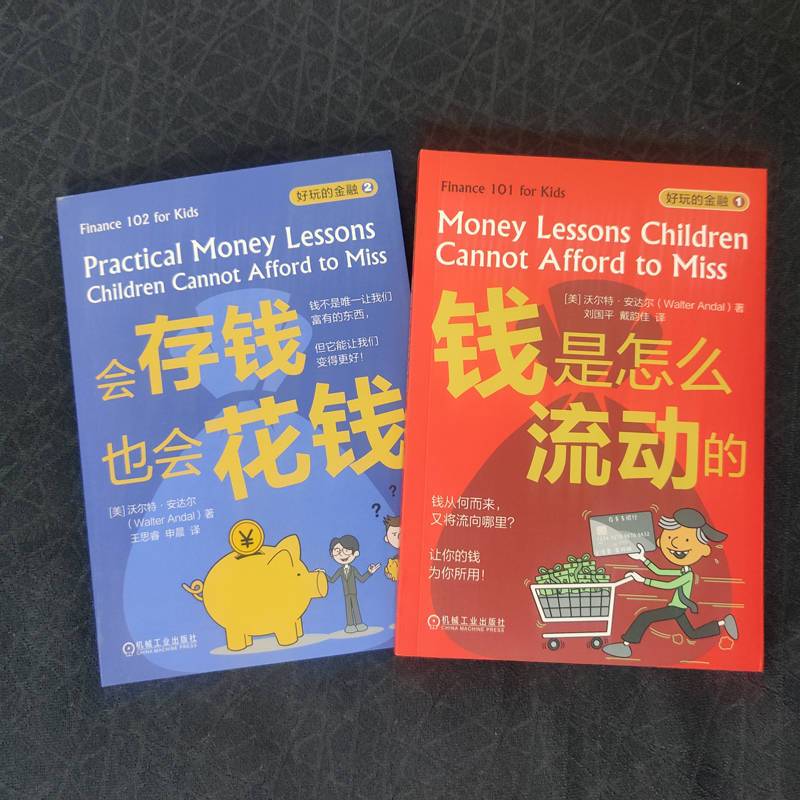 Finance 102 for Kids
好玩的金融 2
Practical Money Lessons
Children Cannot Afford to Miss
会存钱
钱不是唯一让我们
富有的东西，
但它能让我们
变得更好！
也会花钱
[美] 沃尔特·安达尔
（Walter Andal）著
王思睿 申晨 译
¥
? ?
机械工业出版社
CHINA MACHINE PRESS
Finance 101 for Kids
好玩的金融 1
Money Lessons Children
Cannot Afford to Miss
[美] 沃尔特·安达尔（Walter Andal）著
刘国平 戴韵佳 译
钱是怎么
流动的
钱从何而来，
又将流向哪里？
让你的钱
为你所用！
机械工业出版社
CHINA MACHINE PRESS